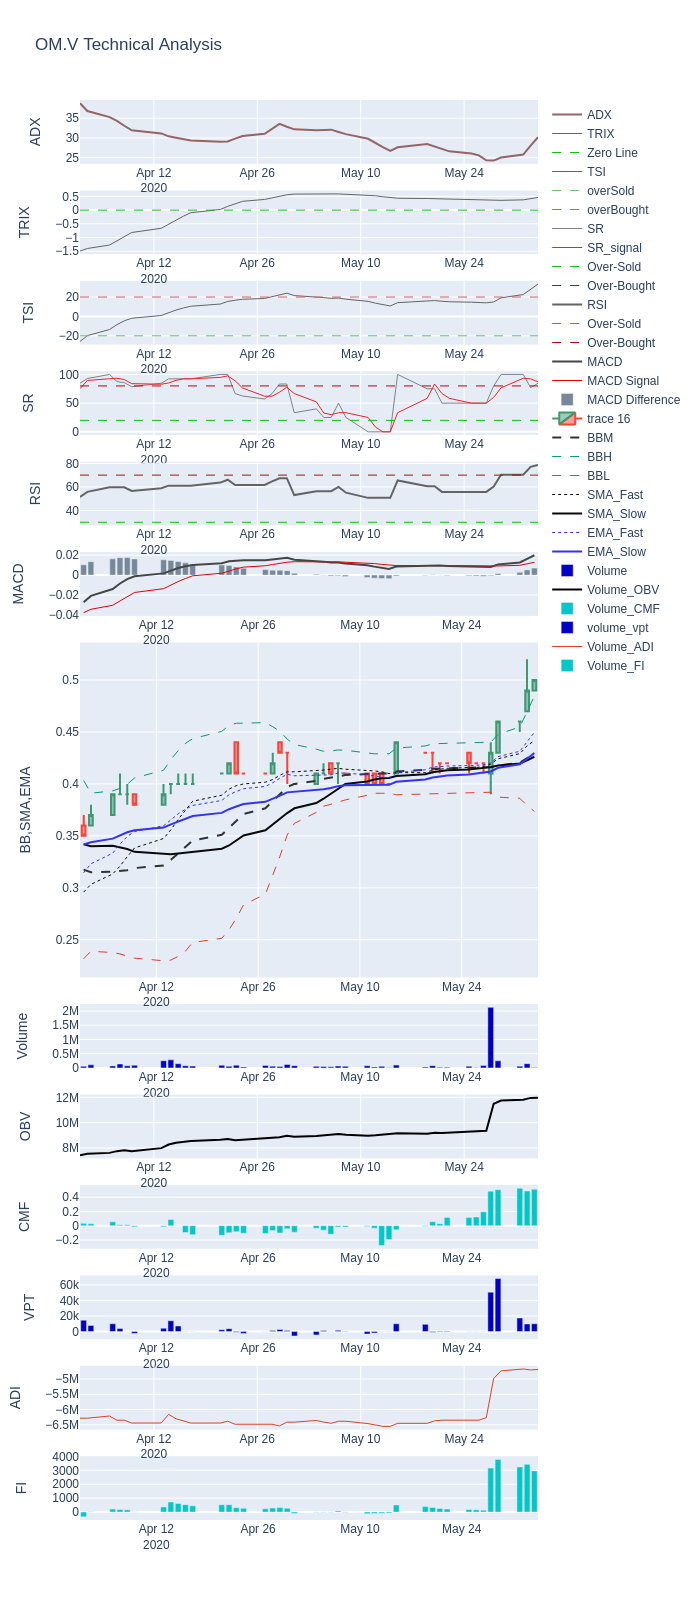 OM.V Technical Analysis
ADX
35
30
25
Apr 12
2020
Apr 26
May 10
May 24
TRIX
0.5
0
−0.5
−1
−1.5
Apr 12
2020
Apr 26
May 10
May 24
TSI
20
0
−20
Apr 12
2020
Apr 26
May 10
May 24
SR
100
50
0
Apr 12
2020
Apr 26
May 10
May 24
RSI
80
60
40
Apr 12
2020
Apr 26
May 10
May 24
MACD
0.02
0
−0.02
−0.04
Apr 12
2020
Apr 26
May 10
May 24
BB,SMA,EMA
0.5
0.45
0.4
0.35
0.3
0.25
Apr 12
2020
Apr 26
May 10
May 24
Volume
2M
1.5M
1M
0.5M
0
Apr 12
2020
Apr 26
May 10
May 24
OBV
12M
10M
8M
Apr 12
2020
Apr 26
May 10
May 24
CMF
0.4
0.2
0
−0.2
Apr 12
2020
Apr 26
May 10
May 24
VPT
60k
40k
20k
0
Apr 12
2020
Apr 26
May 10
May 24
ADI
−5M
−5.5M
−6M
−6.5M
Apr 12
2020
Apr 26
May 10
May 24
FI
4000
3000
2000
1000
0
Apr 12
2020
Apr 26
May 10
May 24
ADX
TRIX
Zero Line
TSI
overSold
overBought
SR
SR_signal
Over-Sold
Over-Bought
RSI
Over-Sold
Over-Bought
MACD
MACD Signal
MACD Difference
trace 16
BBM
BBH
BBL
SMA_Fast
SMA_Slow
EMA_Fast
EMA_Slow
Volume
Volume_OBV
Volume_CMF
volume_vpt
Volume_ADI
Volume_FI